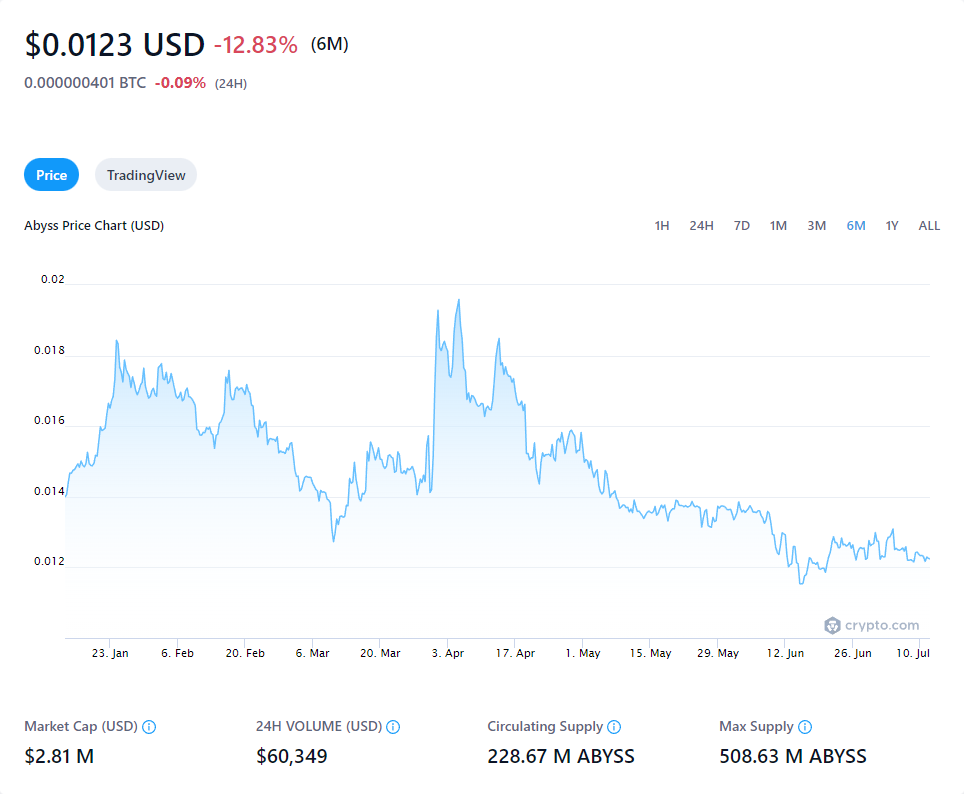 $0.0123 USD -12.83% (6M)
0.000000401 BTC -0.09% (24H)
Price TradingView
Abyss Price Chart (USD) 1H 24H 7D 1M 3M 6M 1Y ALL
0.02
0.018
0.016
0.014
0.012
crypto.com
23. Jan 6. Feb 20. Feb 6. Mar 20. Mar 3. Apr 17. Apr 1. May 15. May 29. May 12. Jun 26. Jun 10. Jul
Market Cap (USD) 24H VOLUME (USD) Circulating Supply Max Supply
$2.81 M $60,349 228.67 M ABYSS 508.63 M ABYSS